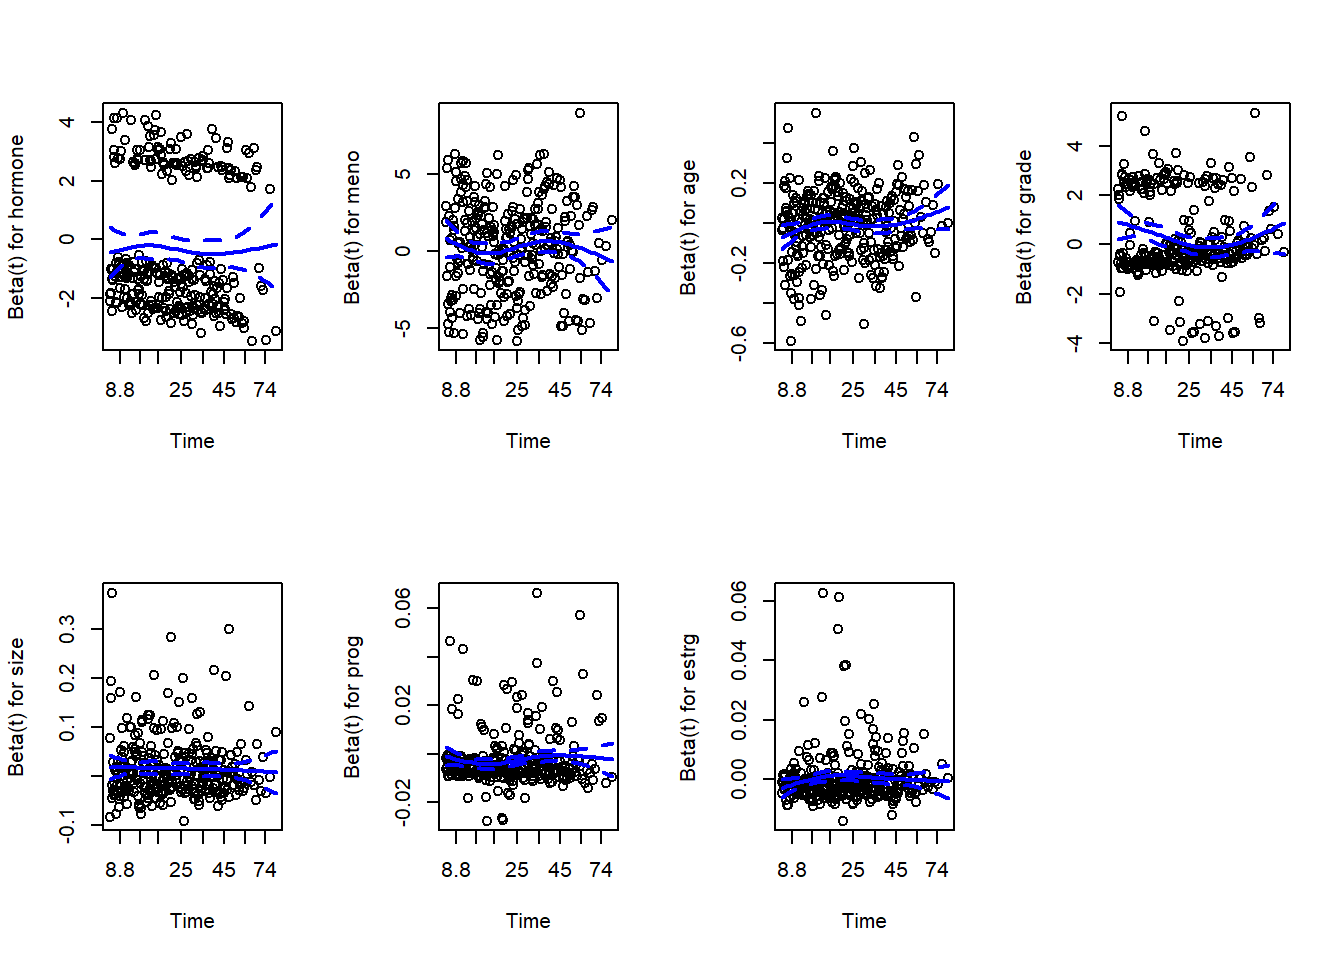 Beta(t) for hormone
4
2
0
-2
8.8 25 45 74
Time
Beta(t) for meno
5
0
-5
8.8 25 45 74
Time
Beta(t) for age
0.2
-0.2
-0.6
8.8 25 45 74
Time
Beta(t) for grade
4
2
0
-2
-4
8.8 25 45 74
Time
Beta(t) for size
0.3
0.2
0.1
-0.1
8.8 25 45 74
Time
Beta(t) for prog
0.06
0.02
-0.02
8.8 25 45 74
Time
Beta(t) for estrg
0.06
0.04
0.02
0.00
8.8 25 45 74
Time